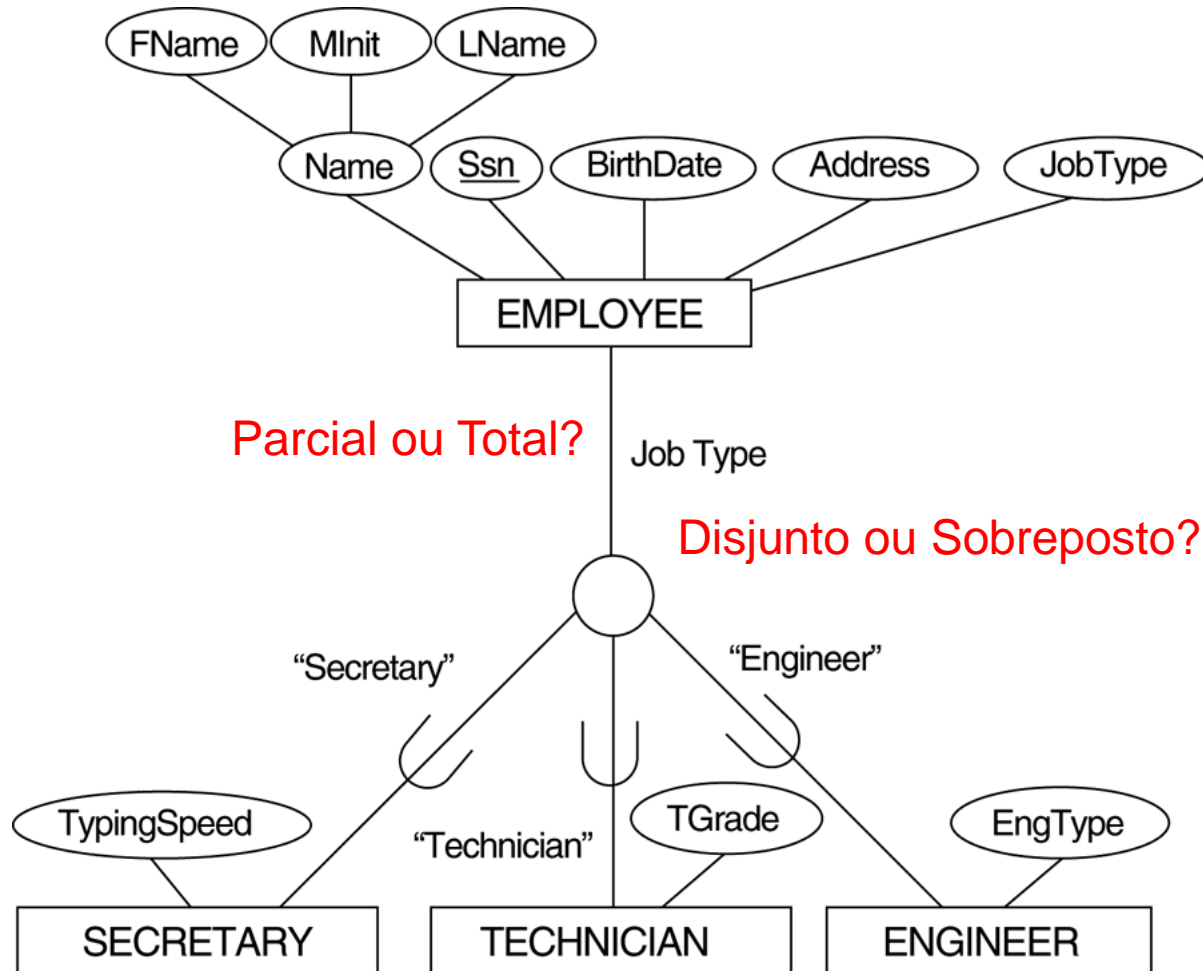 FName MInit LName
Name Ssn BirthDate Address JobType
EMPLOYEE
Parcial ou Total?
Job Type
Disjunto ou Sobreposto?
“Secretary” “Engineer”
TypingSpeed “Technician” TGrade EngType
SECRETARY TECHNICIAN ENGINEER